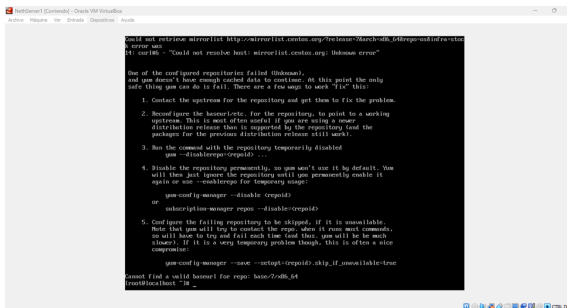 NethServer1 [Corriendo] - Oracle VM VirtualBox
Archivo Máquina Ver Entrada Dispositivos Ayuda
Could not retrieve mirrorlist http://mirrorlist.centos.org/?release=7&arch=x86_64&repo=os&infra=stoc
k error was
14: curl#6 - "Could not resolve host: mirrorlist.centos.org; Unknown error"
One of the configured repositories failed (Unknown),
and yum doesn't have enough cached data to continue. At this point the only
safe thing yum can do is fail. There are a few ways to work "fix" this:
1. Contact the upstream for the repository and get them to fix the problem.
2. Reconfigure the baseurl/etc. for the repository, to point to a working
upstream. This is most often useful if you are using a newer
distribution release than is supported by the repository (and the
packages for the previous distribution release still work).
3. Run the command with the repository temporarily disabled
yum --disablerepo=<repoid> ...
4. Disable the repository permanently, so yum won't use it by default. Yum
will then just ignore the repository until you permanently enable it
again or use --enablerepo for temporary usage:
yum-config-manager --disable <repoid>
or
subscription-manager repos --disable=<repoid>
5. Configure the failing repository to be skipped, if it is unavailable.
Note that yum will try to contact the repo. when it runs most commands,
so will have to try and fail each time (and thus. yum will be be much
slower). If it is a very temporary problem though, this is often a nice
compromise:
yum-config-manager --save --setopt=<repoid>.skip_if_unavailable=true
Cannot find a valid baseurl for repo: base/7/x86_64
[root@localhost ~]# _